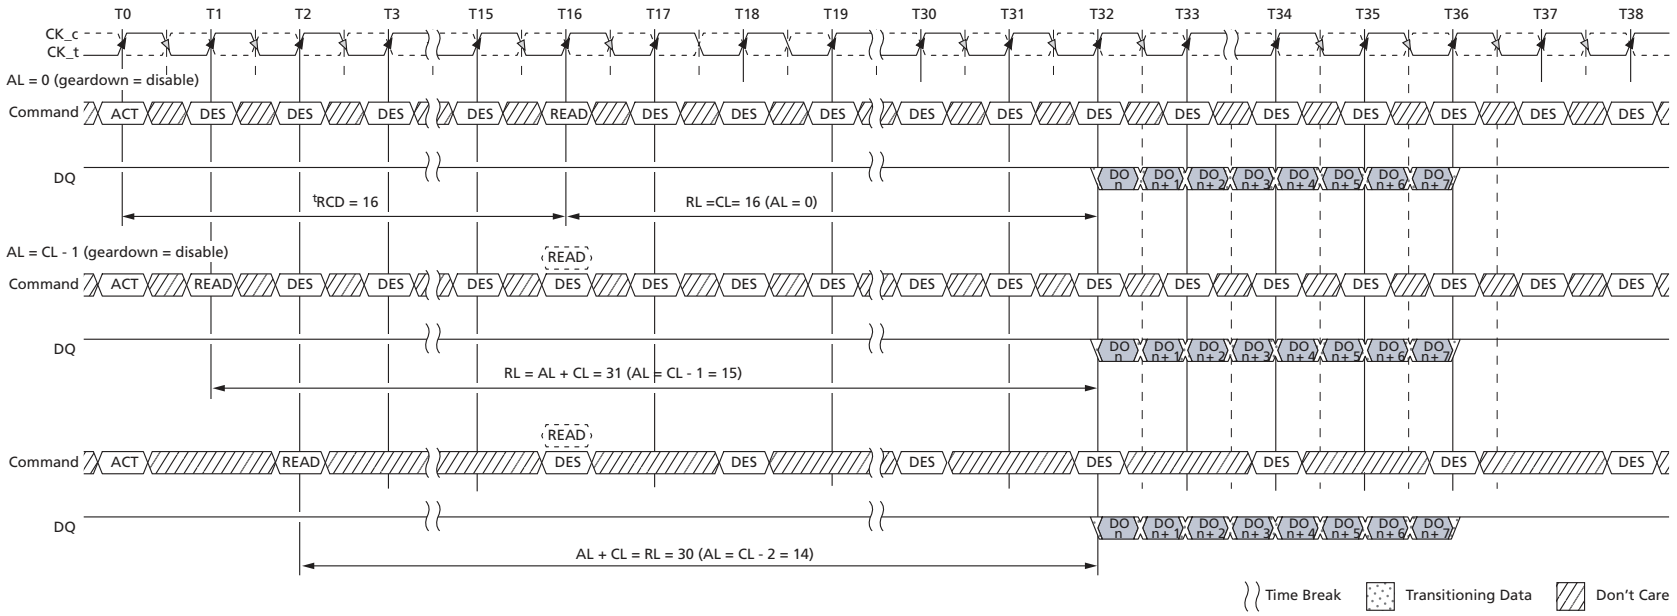 T0 T1 T2 T3 T15 T16 T17 T18 T19 T30 T31 T32 T33 T34 T35 T36 T37 T38
CK_c
CK_t
AL = 0 (geardown = disable)
Command ACT DES DES DES DES READ DES DES DES DES DES DES DES DES DES DES DES DES
DQ DO n DO n + 1 DO n + 2 DO n + 3 DO n + 4 DO n + 5 DO n + 6 DO n + 7
tRCD = 16 RL =CL= 16 (AL = 0)
AL = CL - 1 (geardown = disable)
READ
Command ACT READ DES DES DES DES DES DES DES DES DES DES DES DES DES DES DES DES
DQ DO n DO n + 1 DO n + 2 DO n + 3 DO n + 4 DO n + 5 DO n + 6 DO n + 7
RL = AL + CL = 31 (AL = CL - 1 = 15)
READ
Command ACT READ DES DES DES DES DES DES DES
DQ DO n DO n + 1 DO n + 2 DO n + 3 DO n + 4 DO n + 5 DO n + 6 DO n + 7
AL + CL = RL = 30 (AL = CL - 2 = 14)
Time Break Transitioning Data Don't Care